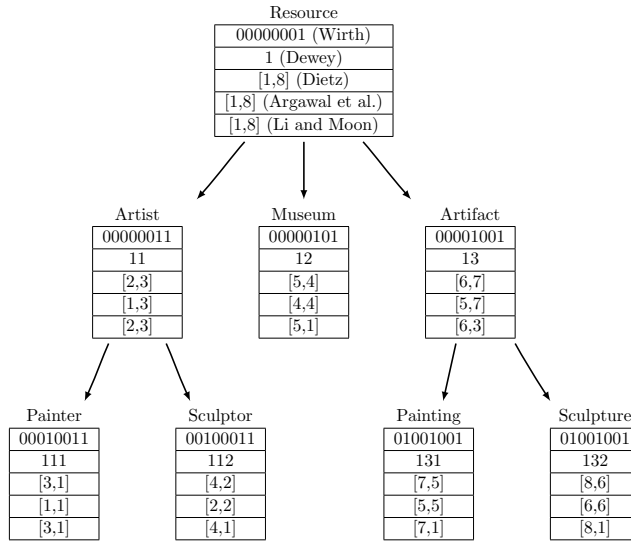 Resource
00000001 (Wirth)
1 (Dewey)
[1,8] (Dietz)
[1,8] (Argawal et al.)
[1,8] (Li and Moon)
Artist
00000011
11
[2,3]
[1,3]
[2,3]
Museum
00000101
12
[5,4]
[4,4]
[5,1]
Artifact
00001001
13
[6,7]
[5,7]
[6,3]
Painter
00010011
111
[3,1]
[1,1]
[3,1]
Sculptor
00100011
112
[4,2]
[2,2]
[4,1]
Painting
01001001
131
[7,5]
[5,5]
[7,1]
Sculpture
01001001
132
[8,6]
[6,6]
[8,1]